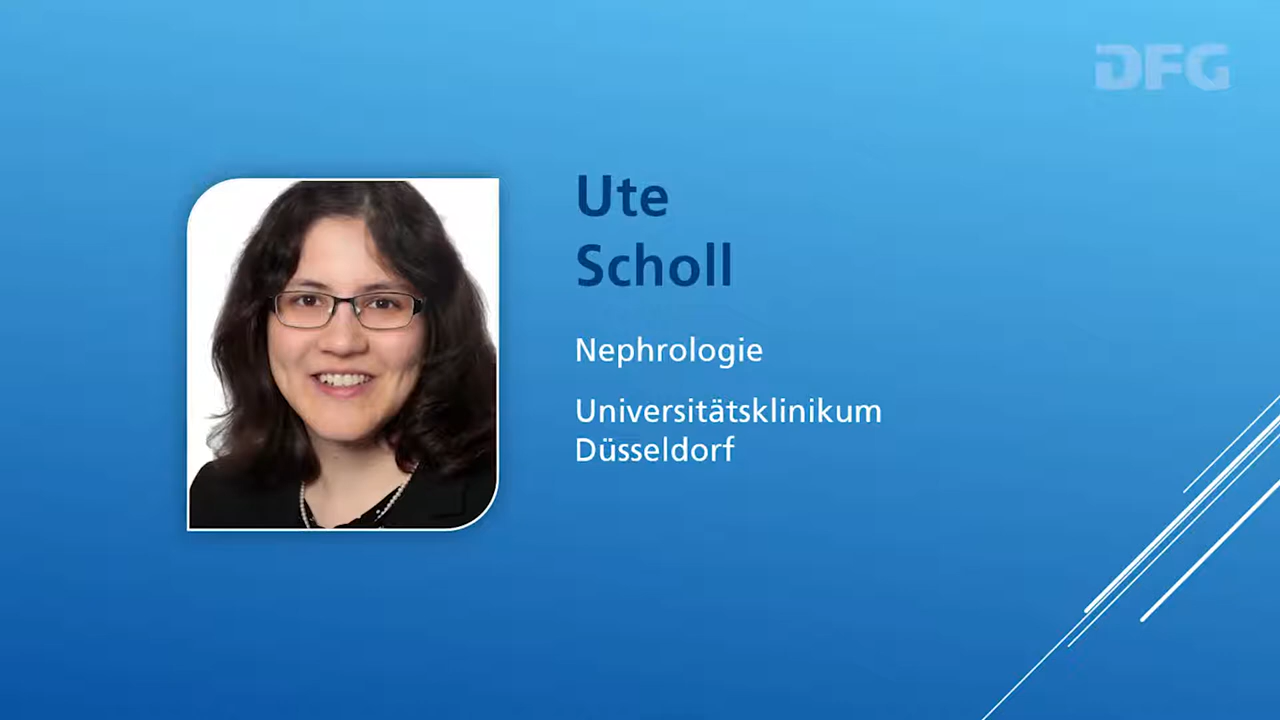 DFG
Ute
Scholl
Nephrologie
Universitätsklinikum
Düsseldorf